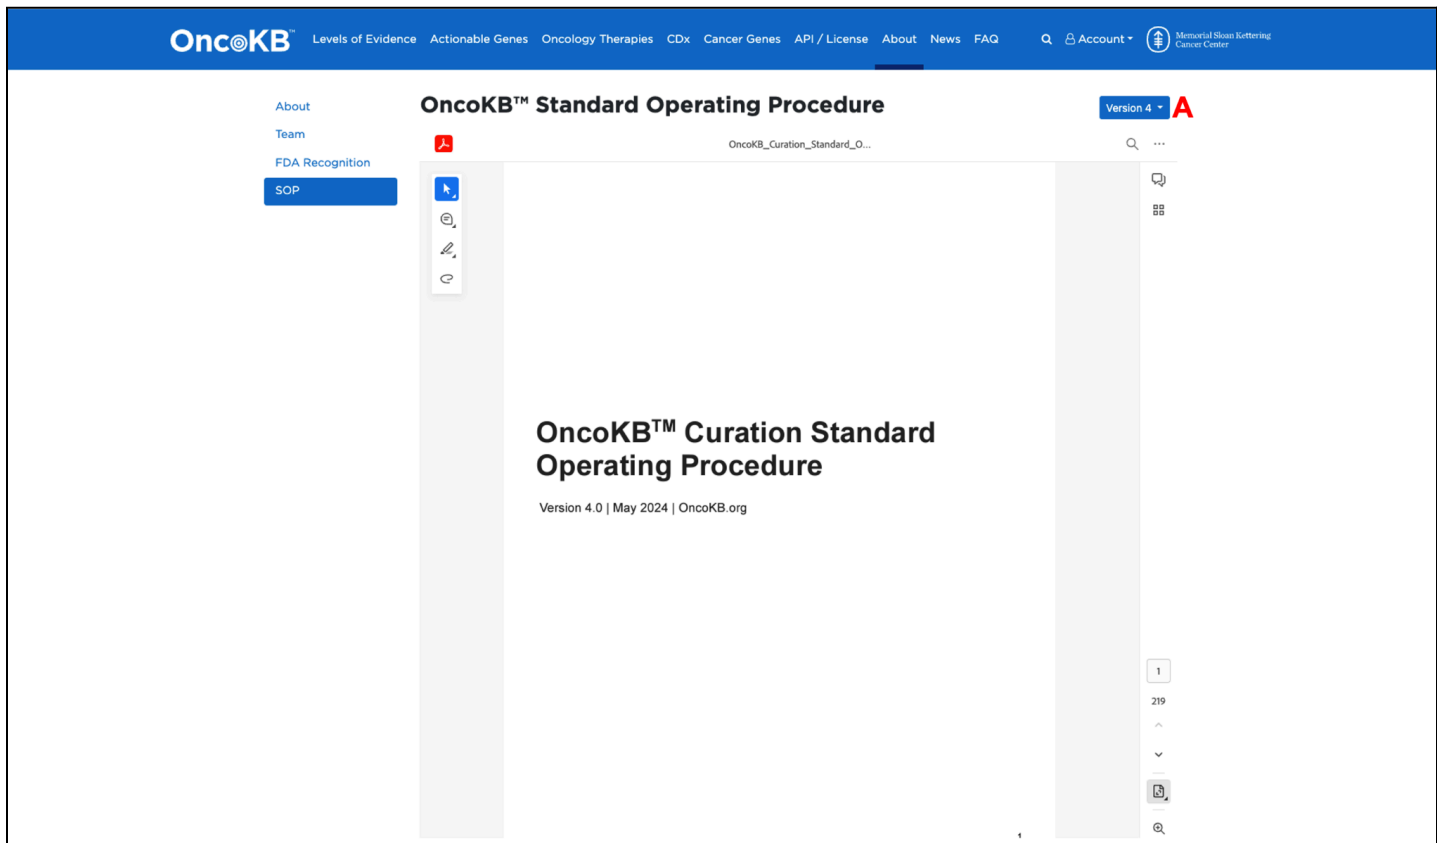 OncoKB™ Levels of Evidence Actionable Genes Oncology Therapies CDx Cancer Genes API / License About News FAQ Account Memorial Sloan Kettering
Cancer Center
About
Team
FDA Recognition
SOP
OncoKB™ Standard Operating Procedure
Version 4 A
OncoKB_Curation_Standard_O...
OncoKB™ Curation Standard
Operating Procedure
Version 4.0 | May 2024 | OncoKB.org
1
219
1